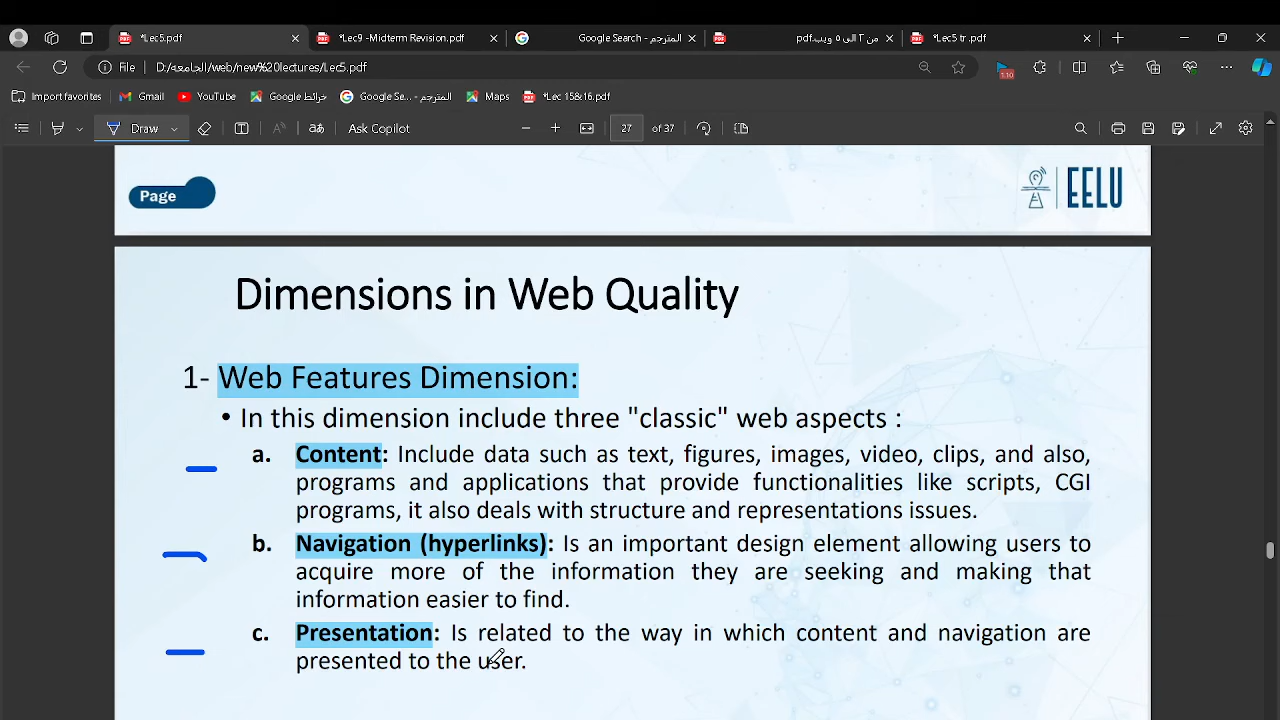 *Lec5.pdf
*Lec9 -Midterm Revision.pdf
Google Search - المترجم
من ٢ الى ٥ ويب.pdf
*Lec5 tr.pdf
File
D:/الجامعه/web/new%20lectures/Lec5.pdf
1.10
Import favorites
Gmail
YouTube
خرائط Google
Google Se... - المترجم
Maps
*Lec 15&16.pdf
Draw
Ask Copilot
27 of 37
Page
EELU
Dimensions in Web Quality
1- Web Features Dimension:
• In this dimension include three "classic" web aspects :
a. Content: Include data such as text, figures, images, video, clips, and also,
programs and applications that provide functionalities like scripts, CGI
programs, it also deals with structure and representations issues.
b. Navigation (hyperlinks): Is an important design element allowing users to
acquire more of the information they are seeking and making that
information easier to find.
c. Presentation: Is related to the way in which content and navigation are
presented to the user.